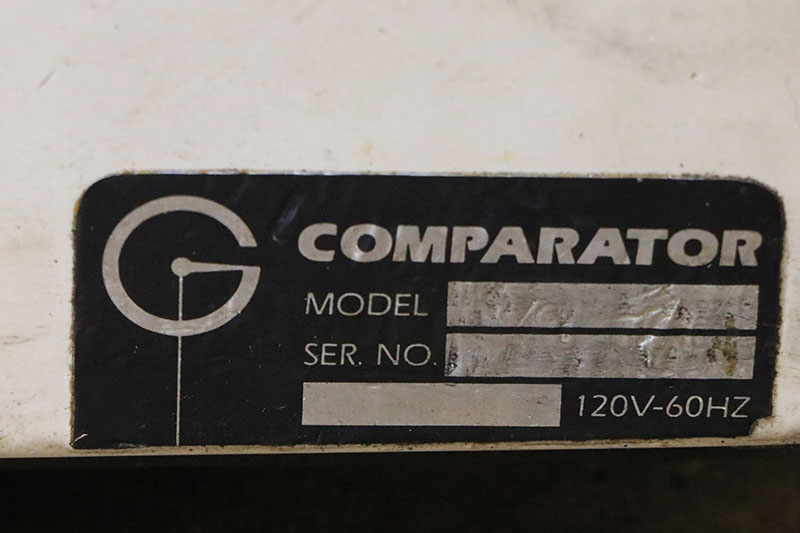 G COMPARATOR
MODEL
SER. NO.
120V-60HZ